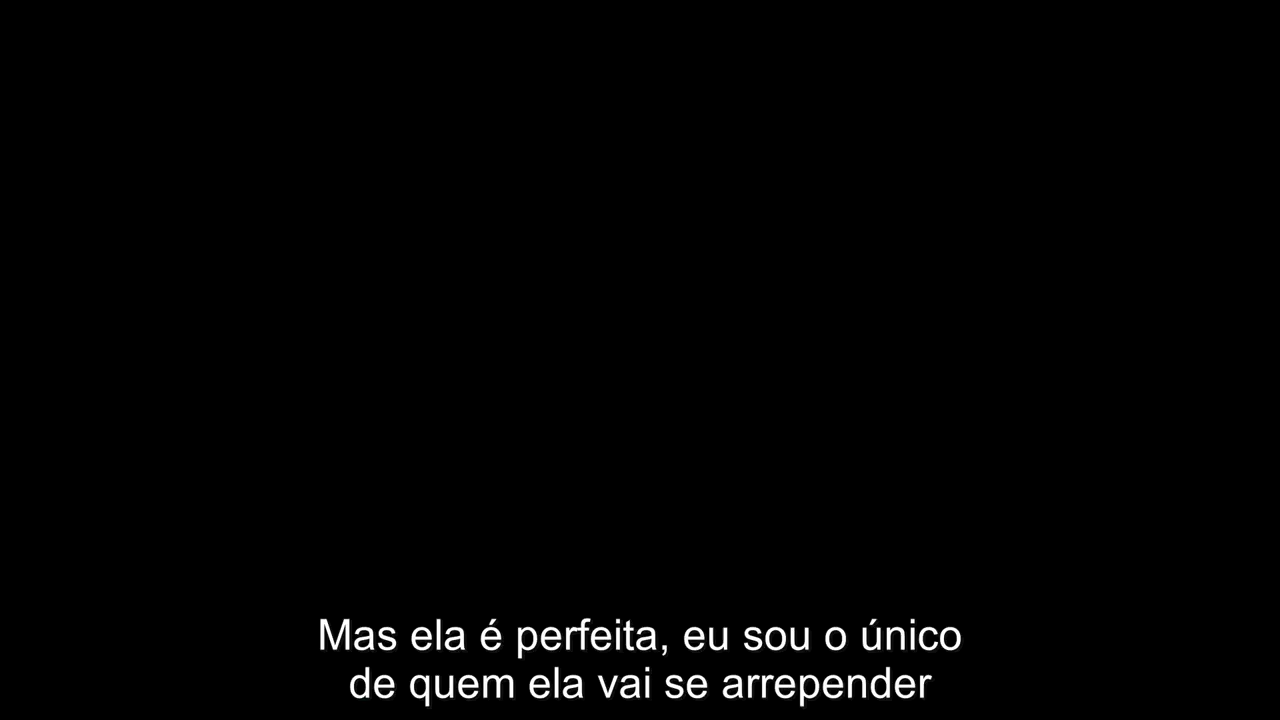 Mas ela é perfeita, eu sou o único
de quem ela vai se arrepender